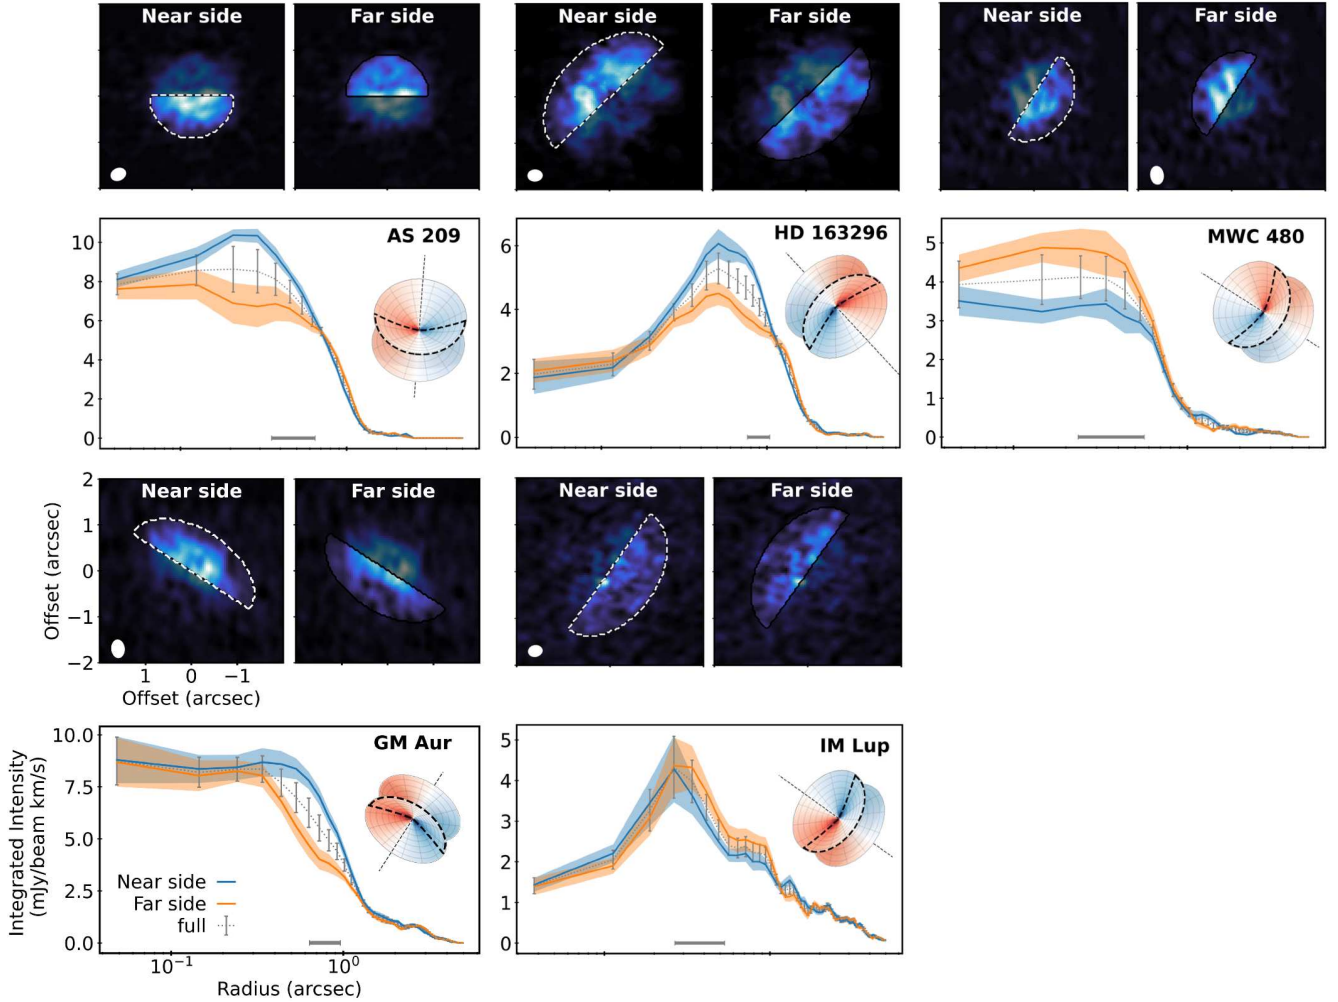 Near side Far side Near side Far side Near side Far side
AS 209
10
8
6
4
2
0
HD 163296
6
4
2
0
MWC 480
5
4
3
2
1
0
Near side Far side Near side Far side
Offset (arcsec)
2
1
0
−1
−2
1 0 −1
Offset (arcsec)
GM Aur
Integrated Intensity
(mJy/beam km/s)
10.0
7.5
5.0
2.5
0.0
Near side
Far side
full
10⁻¹ 10⁰
Radius (arcsec)
IM Lup
5
4
3
2
1
0